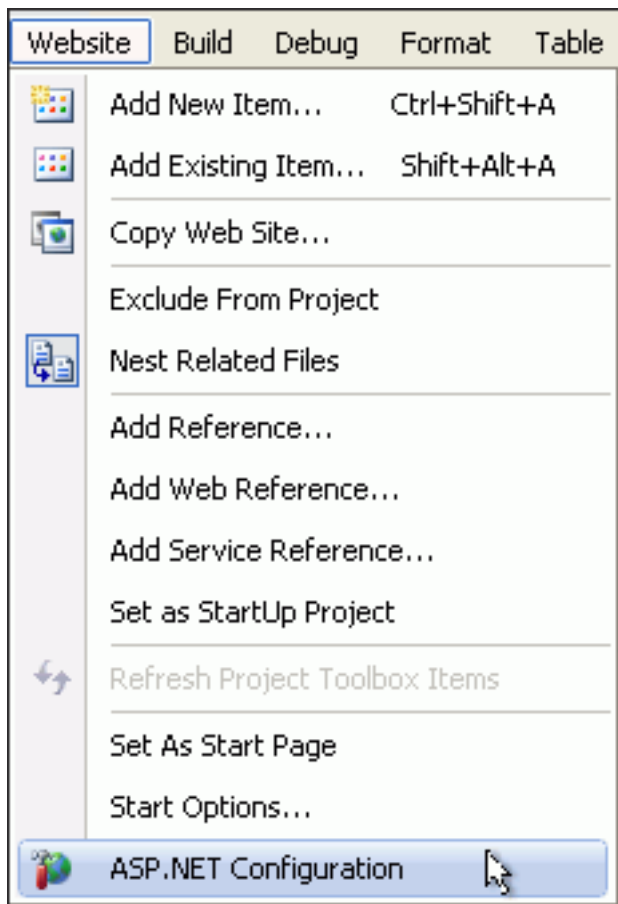 Website Build Debug Format Table
Add New Item... Ctrl+Shift+A
Add Existing Item... Shift+Alt+A
Copy Web Site...
Exclude From Project
Nest Related Files
Add Reference...
Add Web Reference...
Add Service Reference...
Set as StartUp Project
Refresh Project Toolbox Items
Set As Start Page
Start Options...
ASP.NET Configuration